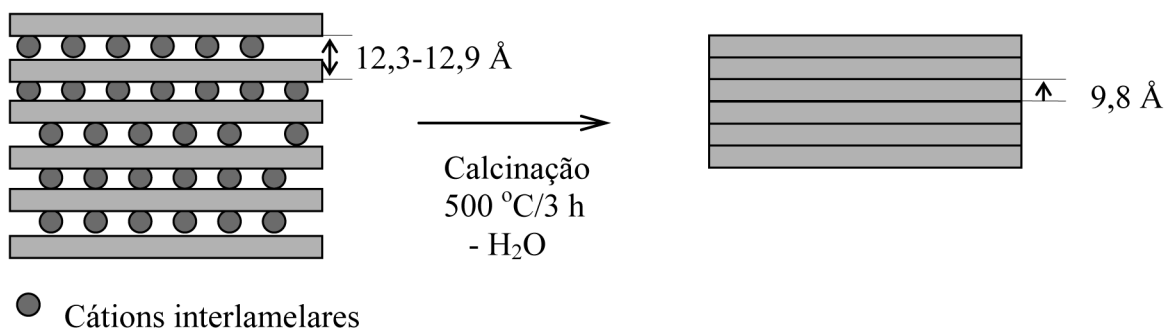 12,3-12,9 Å
9,8 Å
Calcinação
500 °C/3 h
- H₂O
Cátions interlamelares